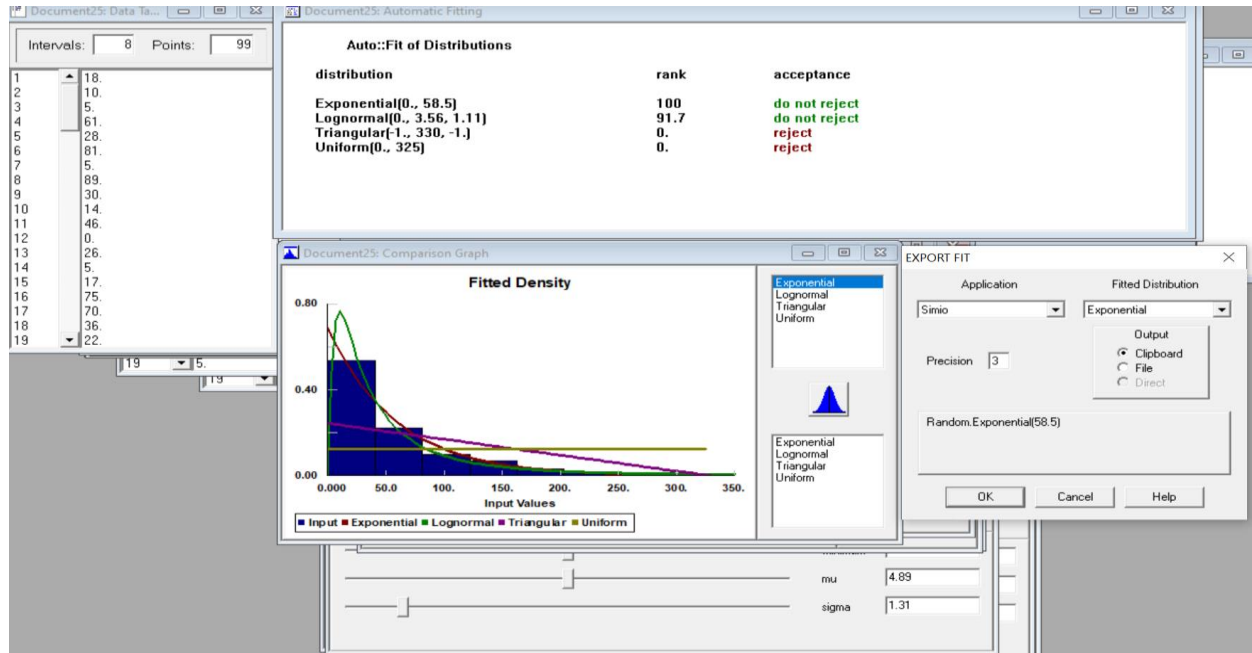 Document25: Data Ta...
Intervals: 8 Points: 99
1 18.
2 10.
3 5.
4 61.
5 28.
6 81.
7 5.
8 89.
9 30.
10 14.
11 46.
12 0.
13 26.
14 5.
15 17.
16 75.
17 70.
18 36.
19 22.
19 5.
19
Document25: Automatic Fitting
Auto::Fit of Distributions
distribution rank acceptance
Exponential(0., 58.5) 100 do not reject
Lognormal(0., 3.56, 1.11) 91.7 do not reject
Triangular(-1., 330, -1.) 0. reject
Uniform(0., 325) 0. reject
Document25: Comparison Graph
Fitted Density
0.80
0.40
0.00
0.000 50.0 100. 150. 200. 250. 300. 350.
Input Values
Input Exponential Lognormal Triangular Uniform
Exponential
Lognormal
Triangular
Uniform
Exponential
Lognormal
Triangular
Uniform
EXPORT FIT
Application Fitted Distribution
Simio Exponential
Precision 3
Output
Clipboard
File
Direct
Random.Exponential(58.5)
OK Cancel Help
mu 4.89
sigma 1.31